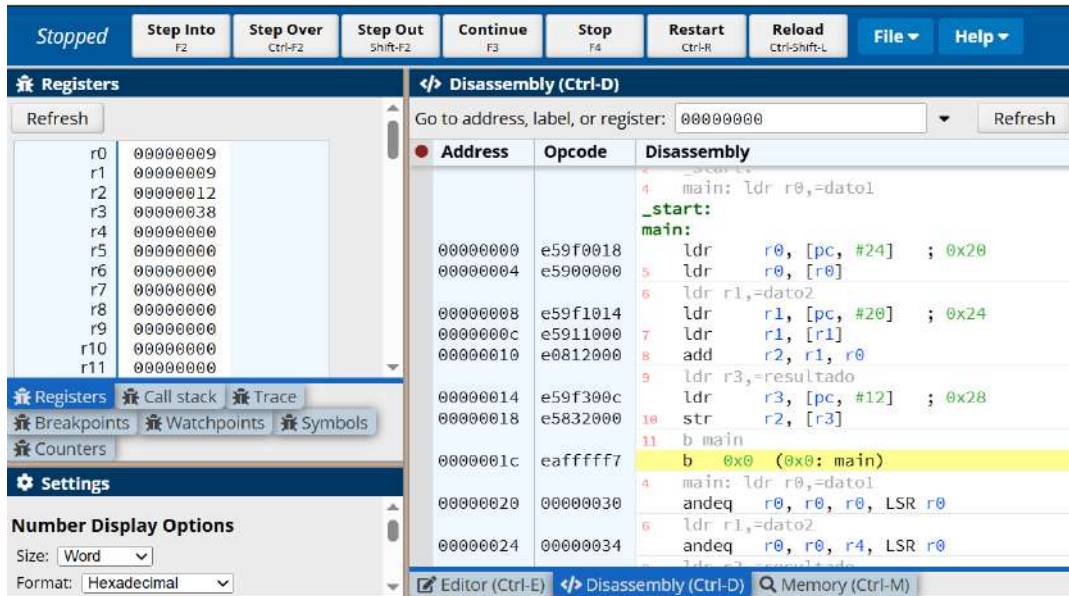 Stopped
Step Into
F2
Step Over
Ctrl-F2
Step Out
Shift-F2
Continue
F3
Stop
F4
Restart
Ctrl-R
Reload
Ctrl-Shift-L
File
Help
Registers
Refresh
r0 00000009
r1 00000009
r2 00000012
r3 00000038
r4 00000000
r5 00000000
r6 00000000
r7 00000000
r8 00000000
r9 00000000
r10 00000000
r11 00000000
Registers Call stack Trace
Breakpoints Watchpoints Symbols
Counters
Settings
Number Display Options
Size: Word
Format: Hexadecimal
</> Disassembly (Ctrl-D)
Go to address, label, or register: 00000000 Refresh
Address Opcode Disassembly
4 main: ldr r0,=dato1
_start:
main:
00000000 e59f0018 ldr r0, [pc, #24] ; 0x20
00000004 e5900000 5 ldr r0, [r0]
6 ldr r1,=dato2
00000008 e59f1014 ldr r1, [pc, #20] ; 0x24
0000000c e5911000 7 ldr r1, [r1]
00000010 e0812000 8 add r2, r1, r0
9 ldr r3,=resultado
00000014 e59f300c ldr r3, [pc, #12] ; 0x28
00000018 e5832000 10 str r2, [r3]
11 b main
0000001c eafffff7 b 0x0 (0x0: main)
4 main: ldr r0,=dato1
00000020 00000030 andeq r0, r0, r0, LSR r0
6 ldr r1,=dato2
00000024 00000034 andeq r0, r0, r4, LSR r0
Editor (Ctrl-E) </> Disassembly (Ctrl-D) Memory (Ctrl-M)